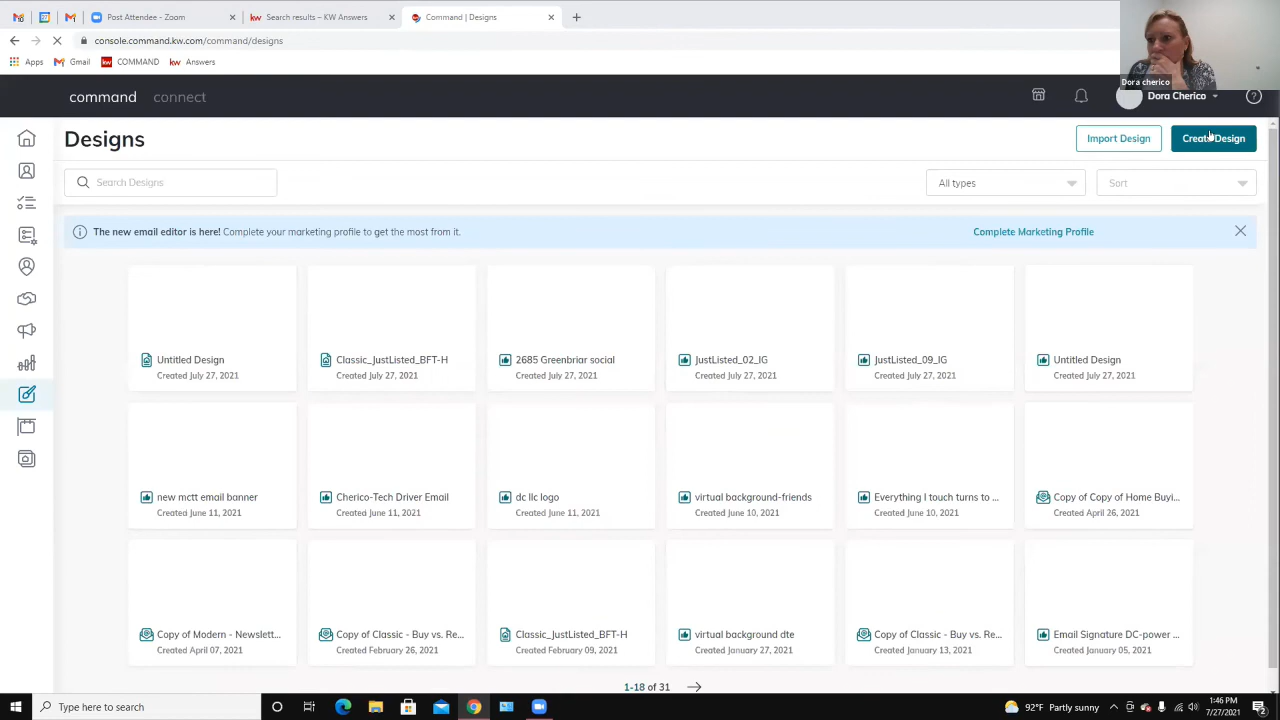 Post Attendee - Zoom
kw Search results – KW Answers
Command | Designs
console.command.kw.com/command/designs
Apps Gmail kw COMMAND kw Answers
Dora cherico
command connect
Dora Cherico
Designs
Import Design
Create Design
Search Designs
All types
Sort
The new email editor is here! Complete your marketing profile to get the most from it.
Complete Marketing Profile
Untitled Design
Created July 27, 2021
Classic_JustListed_BFT-H
Created July 27, 2021
2685 Greenbriar social
Created July 27, 2021
JustListed_02_IG
Created July 27, 2021
JustListed_09_IG
Created July 27, 2021
Untitled Design
Created July 27, 2021
new mctt email banner
Created June 11, 2021
Cherico-Tech Driver Email
Created June 11, 2021
dc llc logo
Created June 11, 2021
virtual background-friends
Created June 10, 2021
Everything I touch turns to ...
Created June 10, 2021
Copy of Copy of Home Buyi...
Created April 26, 2021
Copy of Modern - Newslett...
Created April 07, 2021
Copy of Classic - Buy vs. Re...
Created February 26, 2021
Classic_JustListed_BFT-H
Created February 09, 2021
virtual background dte
Created January 27, 2021
Copy of Classic - Buy vs. Re...
Created January 13, 2021
Email Signature DC-power ...
Created January 05, 2021
1-18 of 31
Type here to search
92°F Partly sunny
1:46 PM
7/27/2021
2